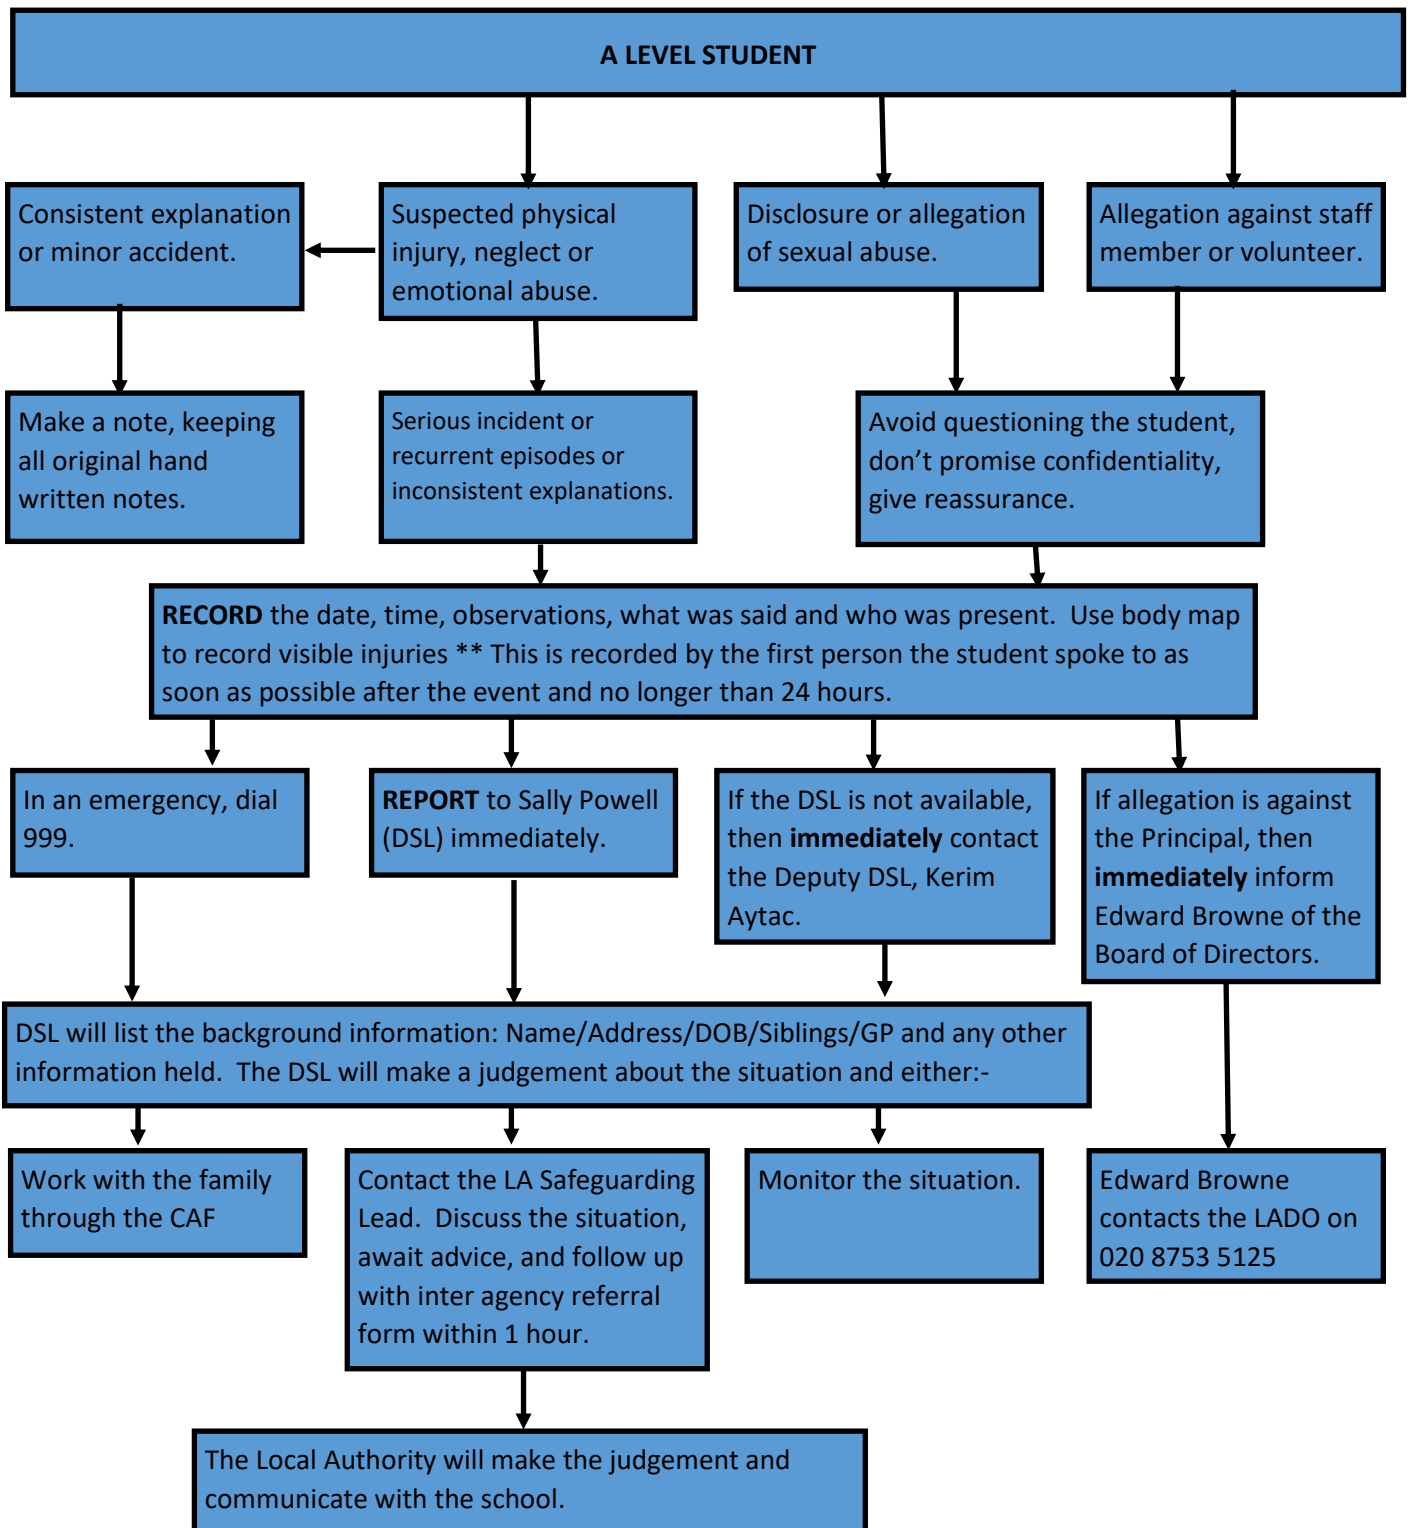 A LEVEL STUDENT
Consistent explanation
or minor accident.
Suspected physical
injury, neglect or
emotional abuse.
Disclosure or allegation
of sexual abuse.
Allegation against staff
member or volunteer.
Make a note, keeping
all original hand
written notes.
Serious incident or
recurrent episodes or
inconsistent explanations.
Avoid questioning the student,
don’t promise confidentiality,
give reassurance.
RECORD the date, time, observations, what was said and who was present.  Use body map
to record visible injuries ** This is recorded by the first person the student spoke to as
soon as possible after the event and no longer than 24 hours.
In an emergency, dial
999.
REPORT to Sally Powell
(DSL) immediately.
If the DSL is not available,
then immediately contact
the Deputy DSL, Kerim
Aytac.
If allegation is against
the Principal, then
immediately inform
Edward Browne of the
Board of Directors.
DSL will list the background information: Name/Address/DOB/Siblings/GP and any other
information held.  The DSL will make a judgement about the situation and either:-
Work with the family
through the CAF
Contact the LA Safeguarding
Lead.  Discuss the situation,
await advice, and follow up
with inter agency referral
form within 1 hour.
Monitor the situation.
Edward Browne
contacts the LADO on
020 8753 5125
The Local Authority will make the judgement and
communicate with the school.